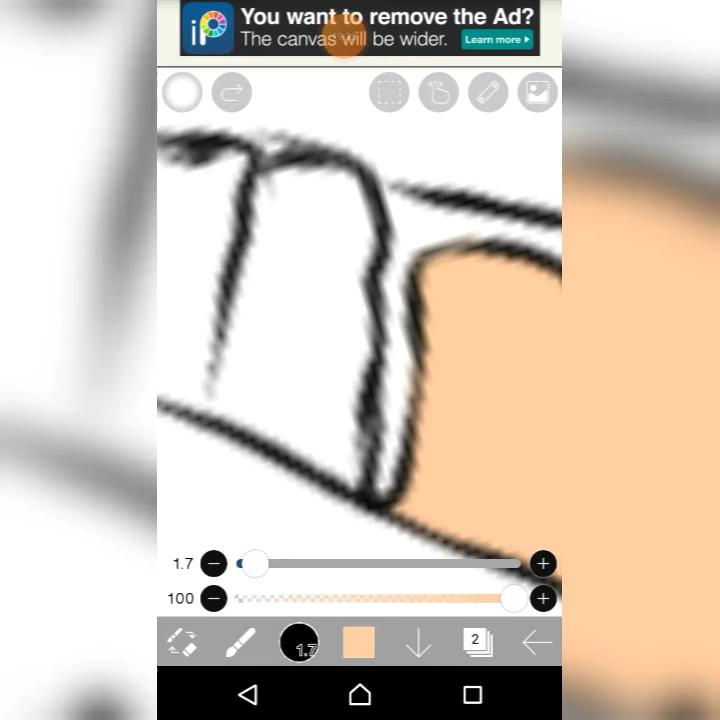 iP
You want to remove the Ad?
The canvas will be wider.
Learn more
1.7
100
1.7
2